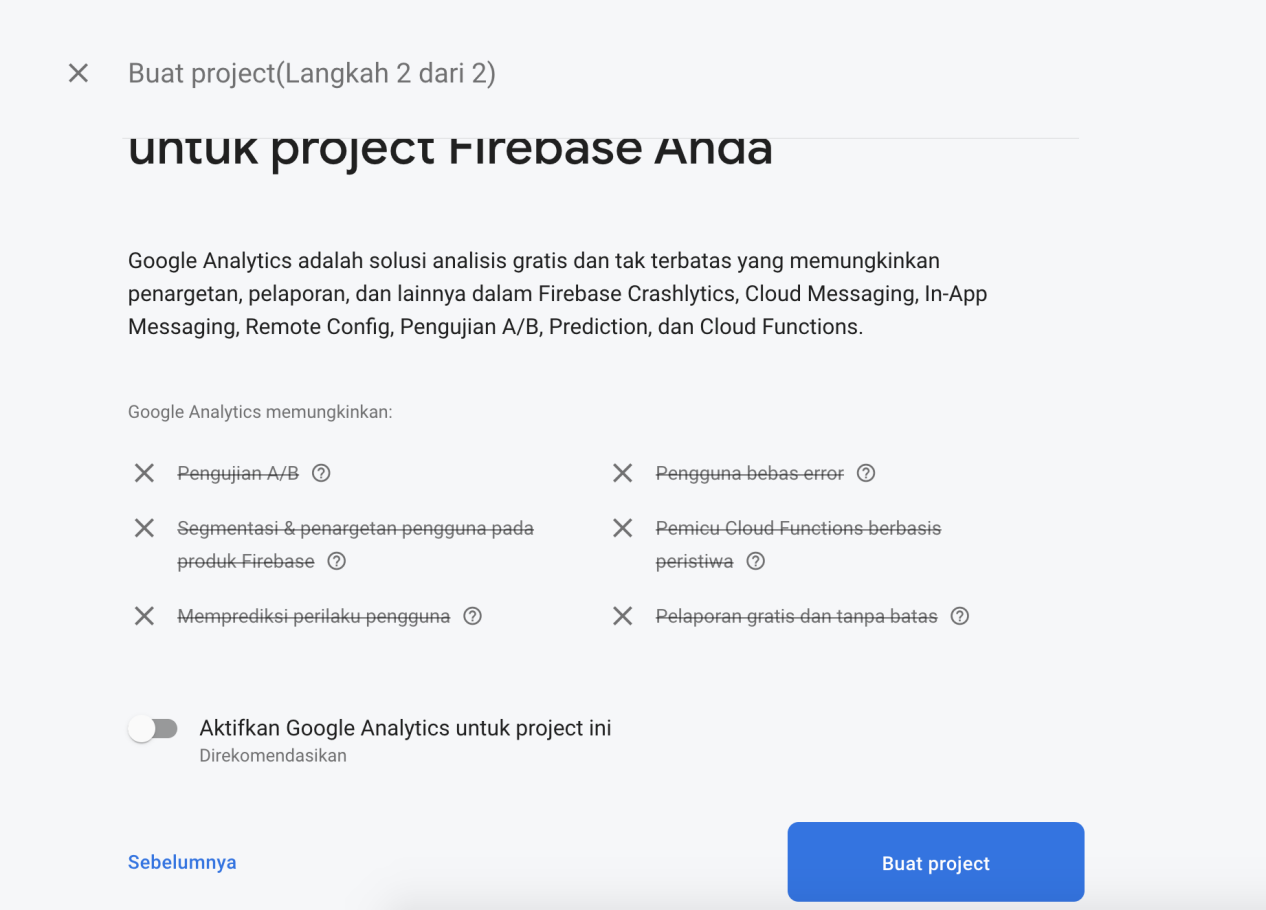 Buat project(Langkah 2 dari 2)
untuk project Firebase Anda
Google Analytics adalah solusi analisis gratis dan tak terbatas yang memungkinkan
penargetan, pelaporan, dan lainnya dalam Firebase Crashlytics, Cloud Messaging, In-App
Messaging, Remote Config, Pengujian A/B, Prediction, dan Cloud Functions.
Google Analytics memungkinkan:
Pengujian A/B
Pengguna bebas error
Segmentasi & penargetan pengguna pada
produk Firebase
Pemicu Cloud Functions berbasis
peristiwa
Memprediksi perilaku pengguna
Pelaporan gratis dan tanpa batas
Aktifkan Google Analytics untuk project ini
Direkomendasikan
Sebelumnya
Buat project